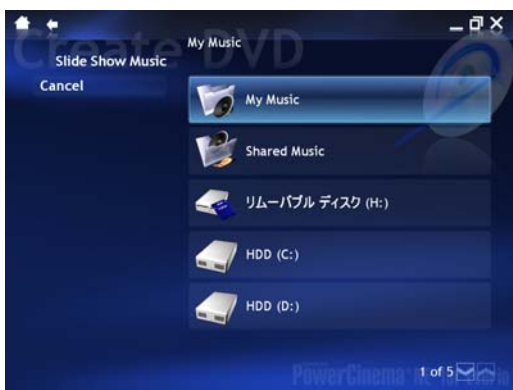 Create DVD
My Music
Slide Show Music
Cancel
My Music
Shared Music
リムーバブル ディスク (H:)
HDD (C:)
HDD (D:)
PowerCinema
1 of 5